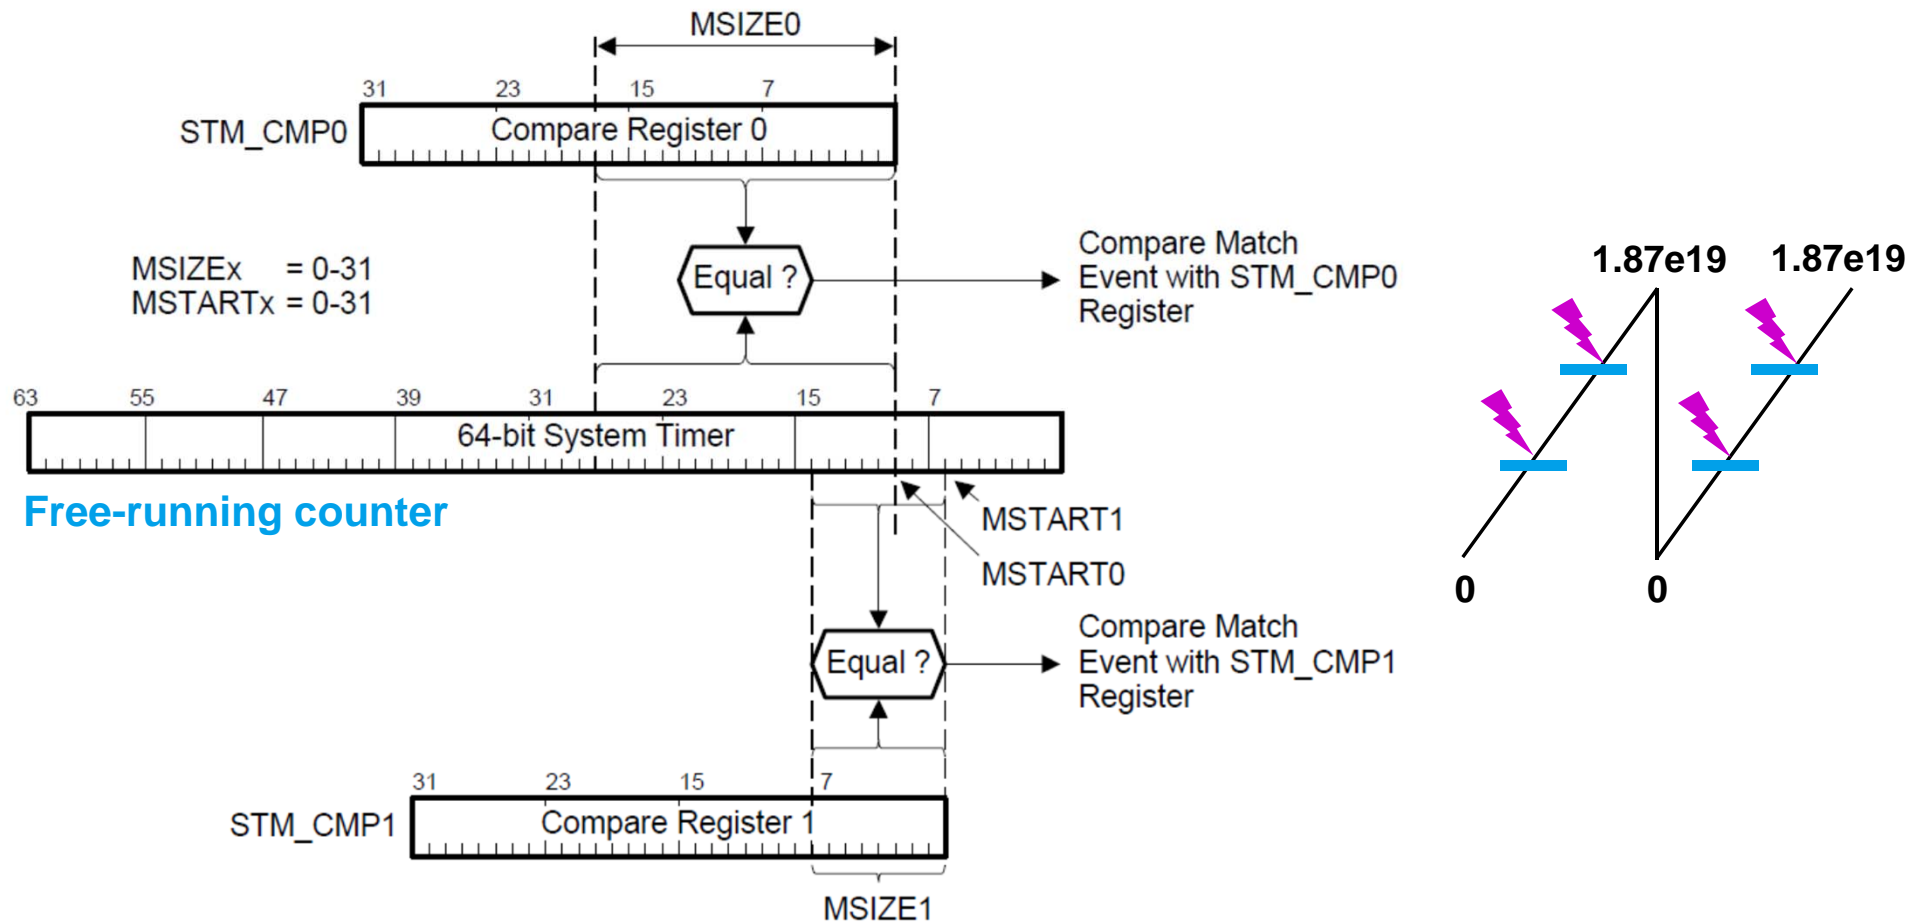 MSIZE0
31 23 15 7
STM_CMP0
Compare Register 0
MSIZEx = 0-31
MSTARTx = 0-31
Equal ?
Compare Match
Event with STM_CMP0
Register
63 55 47 39 31 23 15 7
64-bit System Timer
Free-running counter
MSTART1
MSTART0
Equal ?
Compare Match
Event with STM_CMP1
Register
31 23 15 7
STM_CMP1
Compare Register 1
MSIZE1
1.87e19 1.87e19
0 0